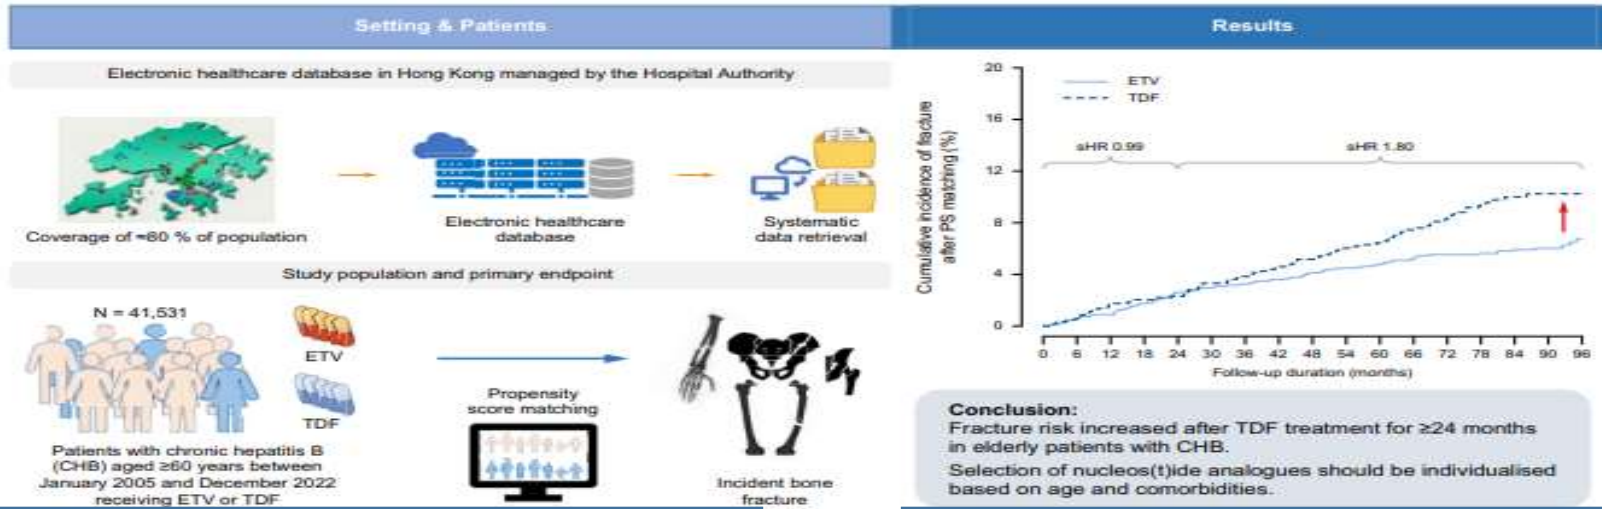 Setting & Patients
Electronic healthcare database in Hong Kong managed by the Hospital Authority
Coverage of ≈80 % of population
Electronic healthcare
database
Systematic
data retrieval
Study population and primary endpoint
N = 41,531
ETV
TDF
Patients with chronic hepatitis B
(CHB) aged ≥60 years between
January 2005 and December 2022
receiving ETV or TDF
Propensity
score matching
Incident bone
fracture
Results
Cumulative incidence of fracture
after PS matching (%)
20
16
12
8
4
0
ETV
TDF
sHR 0.99
sHR 1.80
0 6 12 18 24 30 36 42 48 54 60 66 72 78 84 90 96
Follow-up duration (months)
Conclusion:
Fracture risk increased after TDF treatment for ≥24 months
in elderly patients with CHB.
Selection of nucleos(t)ide analogues should be individualised
based on age and comorbidities.